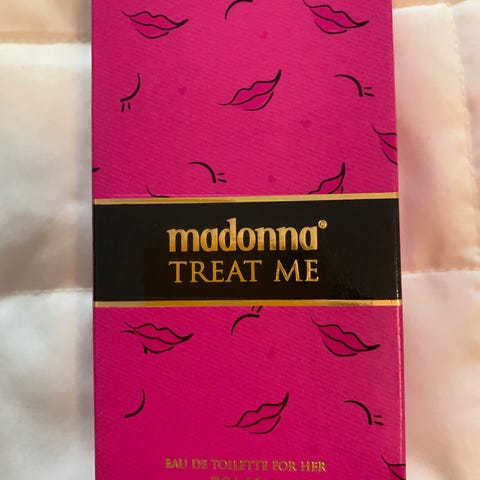 madonna®
TREAT ME
EAU DE TOILETTE FOR HER